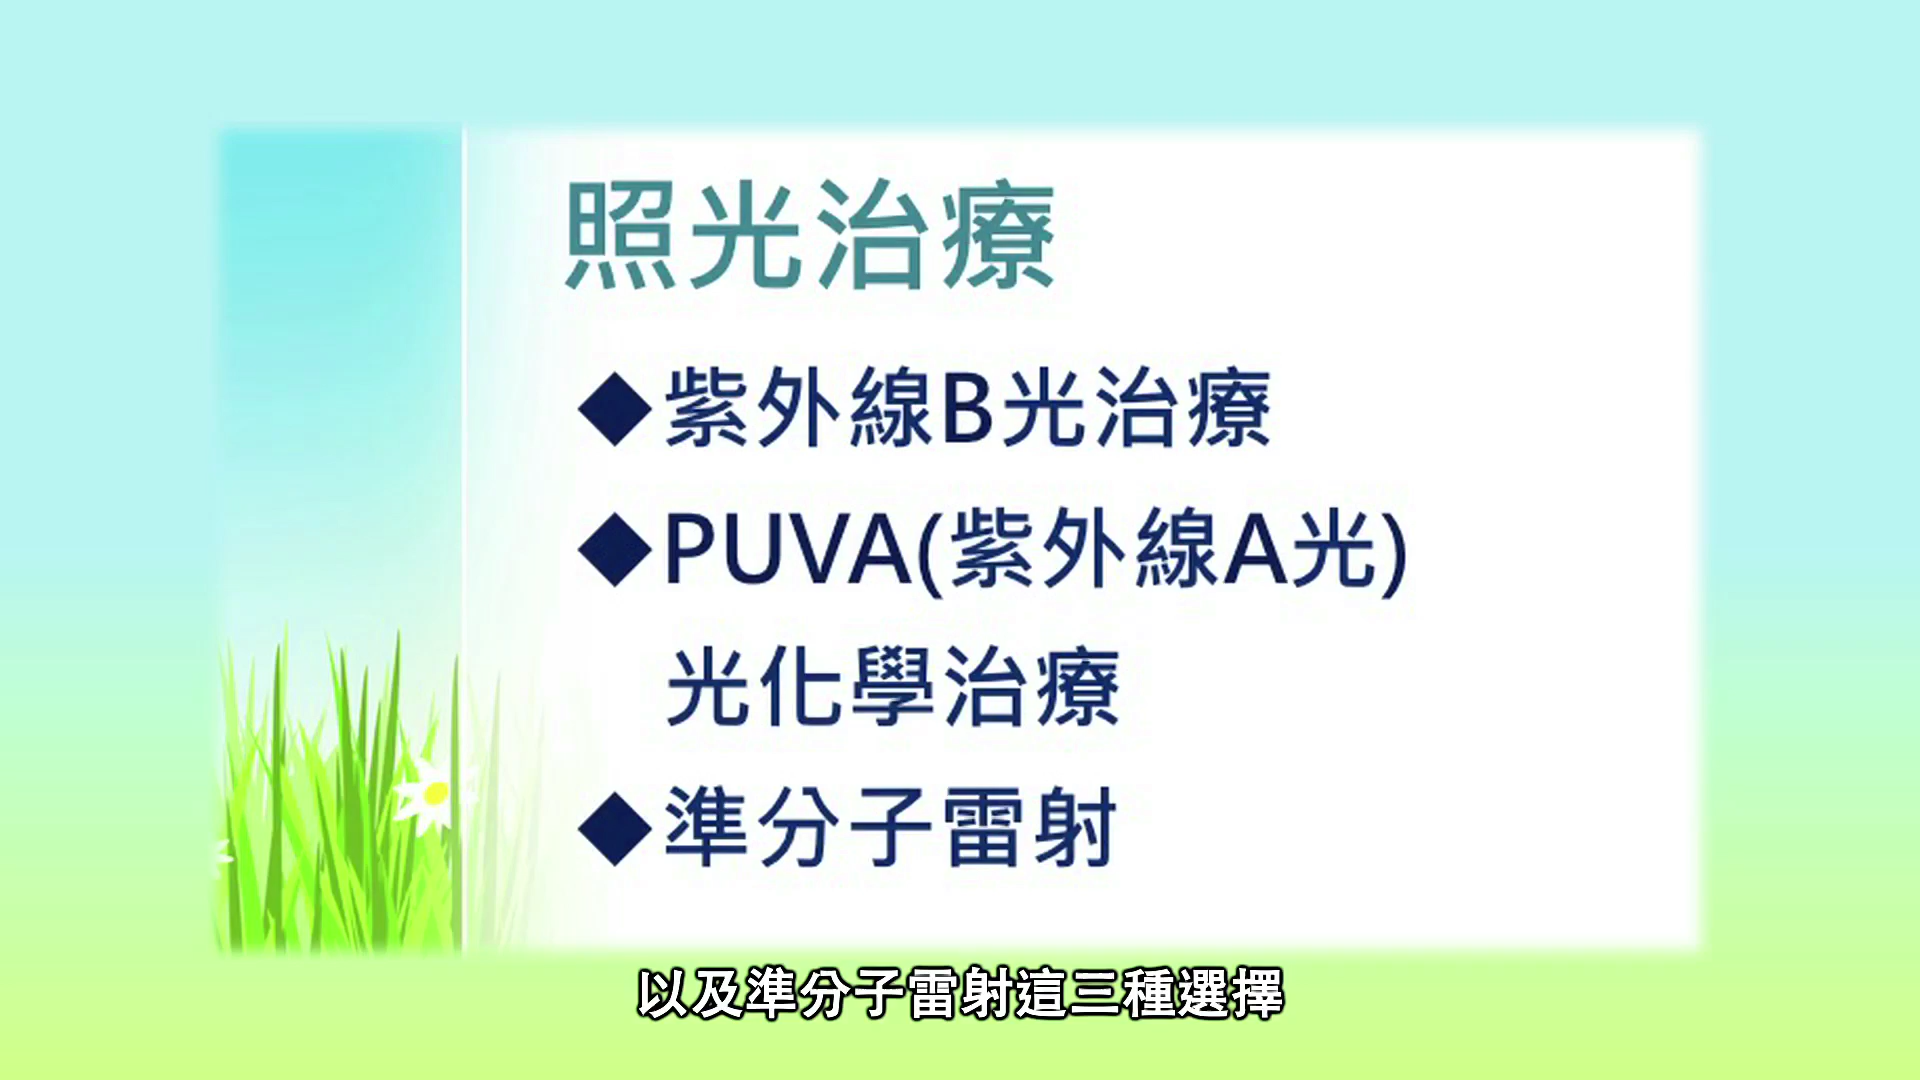 照光治療
◆紫外線B光治療
◆PUVA(紫外線A光)
光化學治療
◆準分子雷射
以及準分子雷射這三種選擇